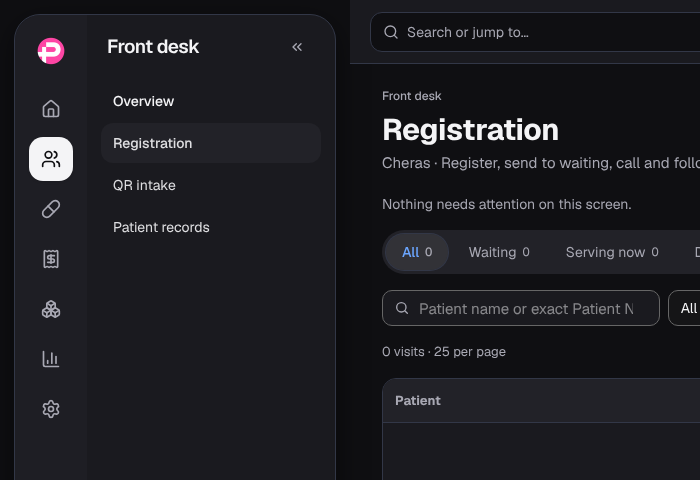 Front desk
Overview
Registration
QR intake
Patient records
Search or jump to...
Front desk
Registration
Cheras · Register, send to waiting, call and follo
Nothing needs attention on this screen.
All 0 Waiting 0 Serving now 0 D
Patient name or exact Patient N
All
0 visits · 25 per page
Patient